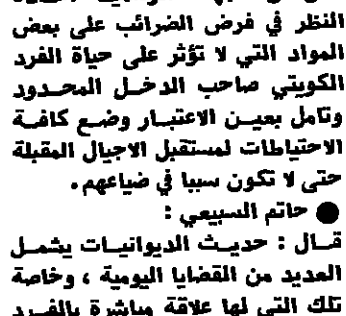 النظر في فرض الضرائب على بعض
المواد التي لا تؤثر على حياة الفرد
الكويتي صاحب الدخل المحدود
وتامل بعين الاعتبار وضع كافة
الاحتياطات لمستقبل الاجيال المقبلة
حتى لا تكون سببا في ضياعهم •
● حاتم السبيعي :
قال : حديث الديوانيات يشمل
العديد من القضايا اليومية ، وخاصة
تلك التي لها علاقة مباشرة بالفرد